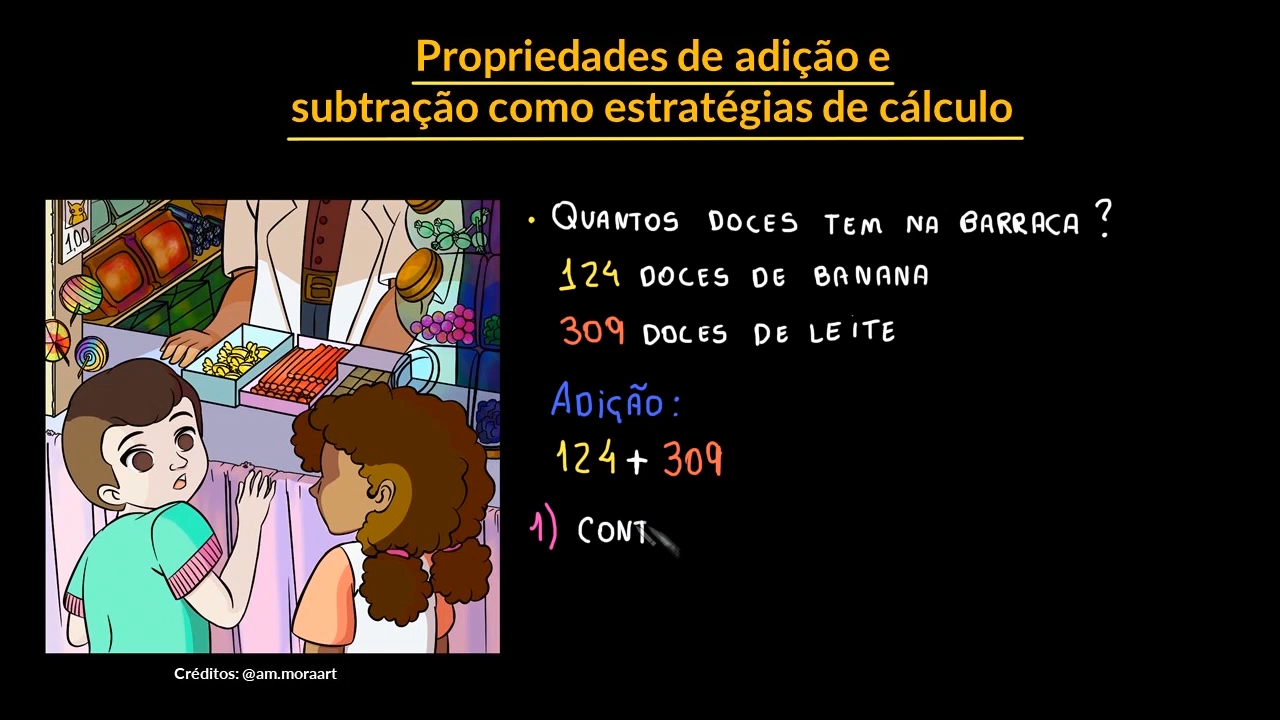 Propriedades de adição e
subtração como estratégias de cálculo
1,00
• QUANTOS DOCES TEM NA BARRACA ?
124 DOCES DE BANANA
309 DOCES DE LEITE
ADIÇÃO:
124 + 309
1) CONT
Créditos: @am.moraart